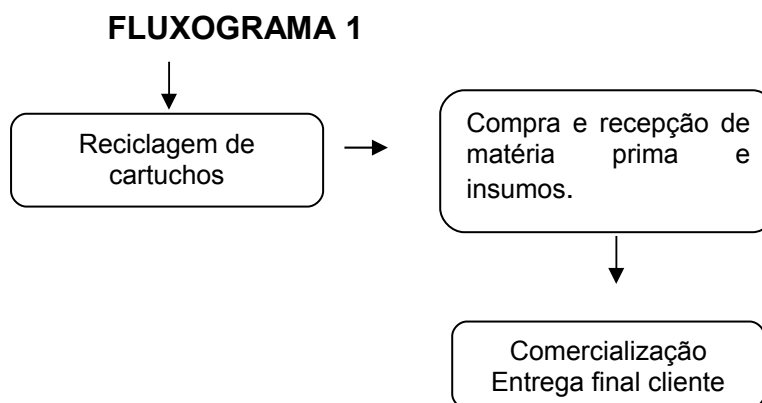 FLUXOGRAMA 1
Reciclagem de
cartuchos
Compra e recepção de
matéria prima e
insumos.
Comercialização
Entrega final cliente